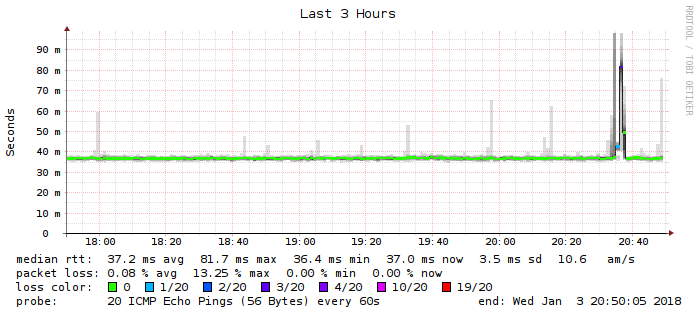 Last 3 Hours
RRDTOOL / TOBI OETIKER
Seconds
90 m
80 m
70 m
60 m
50 m
40 m
30 m
20 m
10 m
0
18:00 18:20 18:40 19:00 19:20 19:40 20:00 20:20 20:40
median rtt: 37.2 ms avg 81.7 ms max 36.4 ms min 37.0 ms now 3.5 ms sd 10.6 am/s
packet loss: 0.08 % avg 13.25 % max 0.00 % min 0.00 % now
loss color: 0 1/20 2/20 3/20 4/20 10/20 19/20
probe: 20 ICMP Echo Pings (56 Bytes) every 60s end: Wed Jan 3 20:50:05 2018